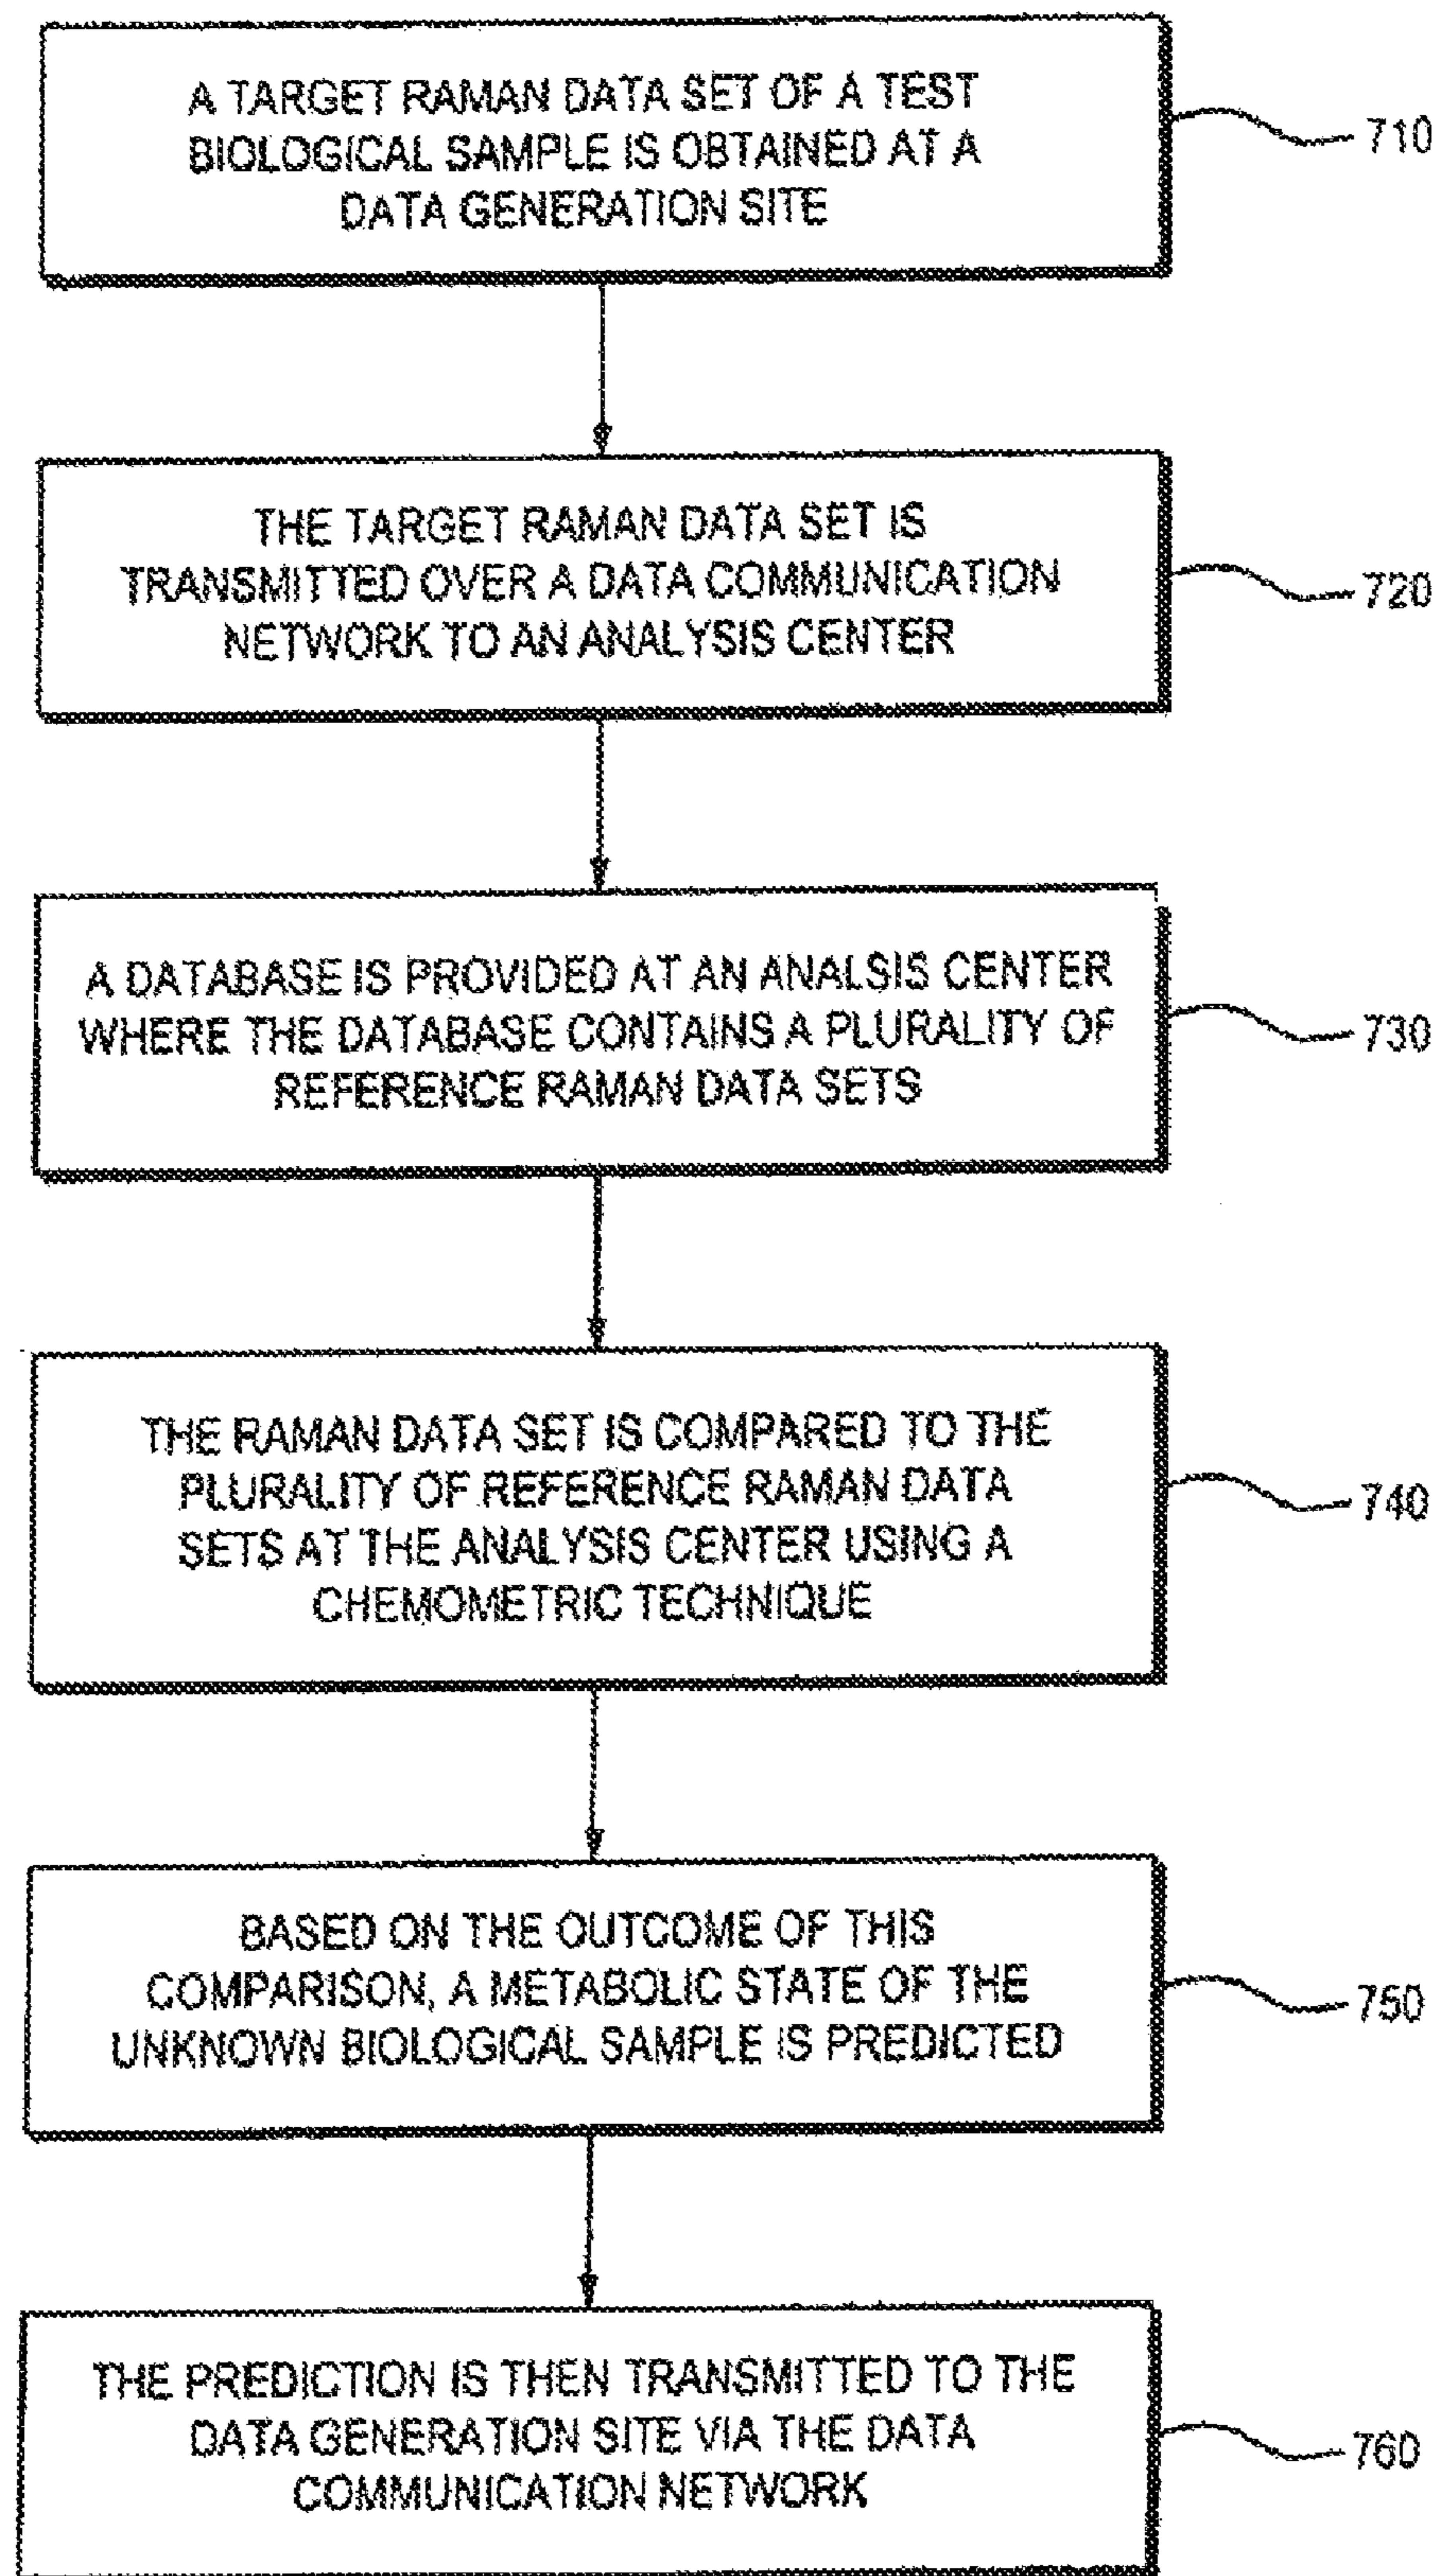 A TARGET RAMAN DATA SET OF A TEST
BIOLOGICAL SAMPLE IS OBTAINED AT A
DATA GENERATION SITE
710
THE TARGET RAMAN DATA SET IS
TRANSMITTED OVER A DATA COMMUNICATION
NETWORK TO AN ANALYSIS CENTER
720
A DATABASE IS PROVIDED AT AN ANALSIS CENTER
WHERE THE DATABASE CONTAINS A PLURALITY OF
REFERENCE RAMAN DATA SETS
730
THE RAMAN DATA SET IS COMPARED TO THE
PLURALITY OF REFERENCE RAMAN DATA
SETS AT THE ANALYSIS CENTER USING A
CHEMOMETRIC TECHNIQUE
740
BASED ON THE OUTCOME OF THIS
COMPARISON, A METABOLIC STATE OF THE
UNKNOWN BIOLOGICAL SAMPLE IS PREDICTED
750
THE PREDICTION IS THEN TRANSMITTED TO THE
DATA GENERATION SITE VIA THE DATA
COMMUNICATION NETWORK
760